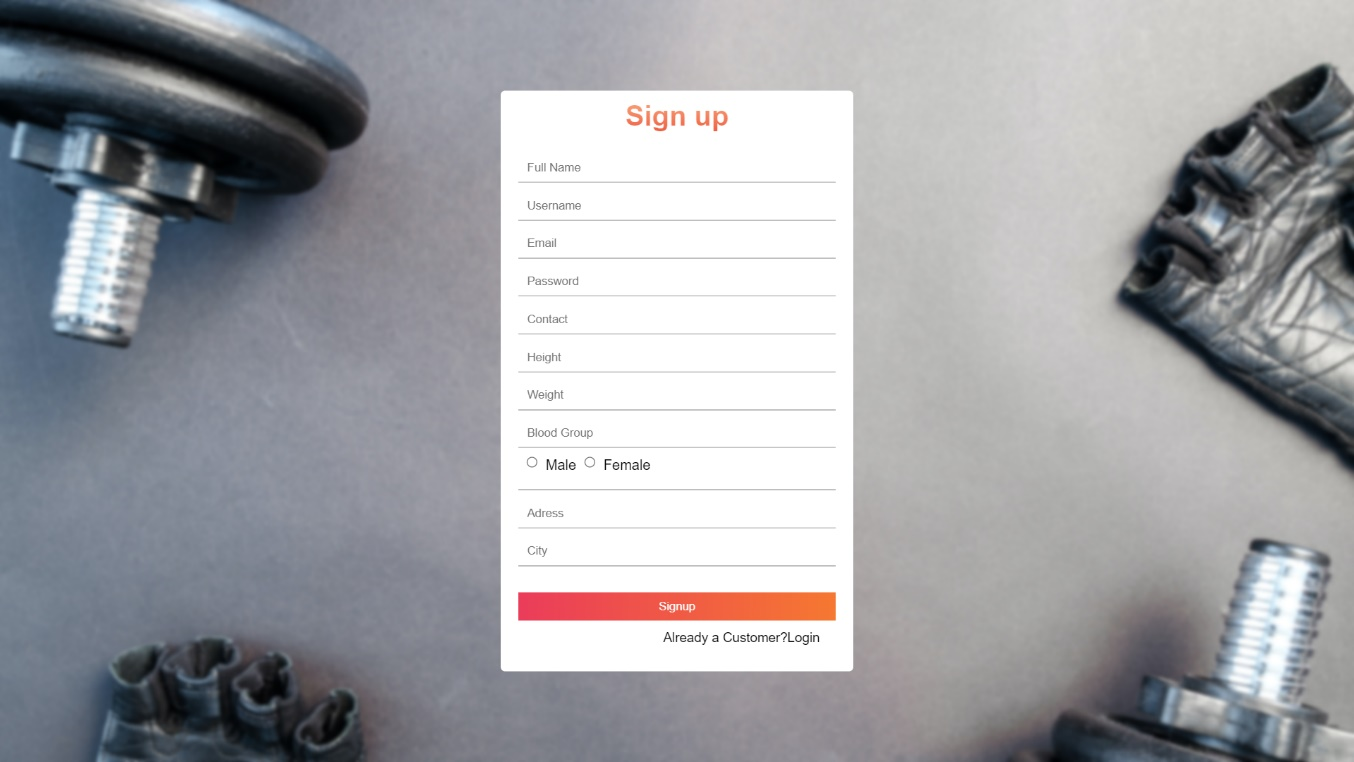 Sign up
Full Name
Username
Email
Password
Contact
Height
Weight
Blood Group
Male Female
Adress
City
Signup
Already a Customer?Login